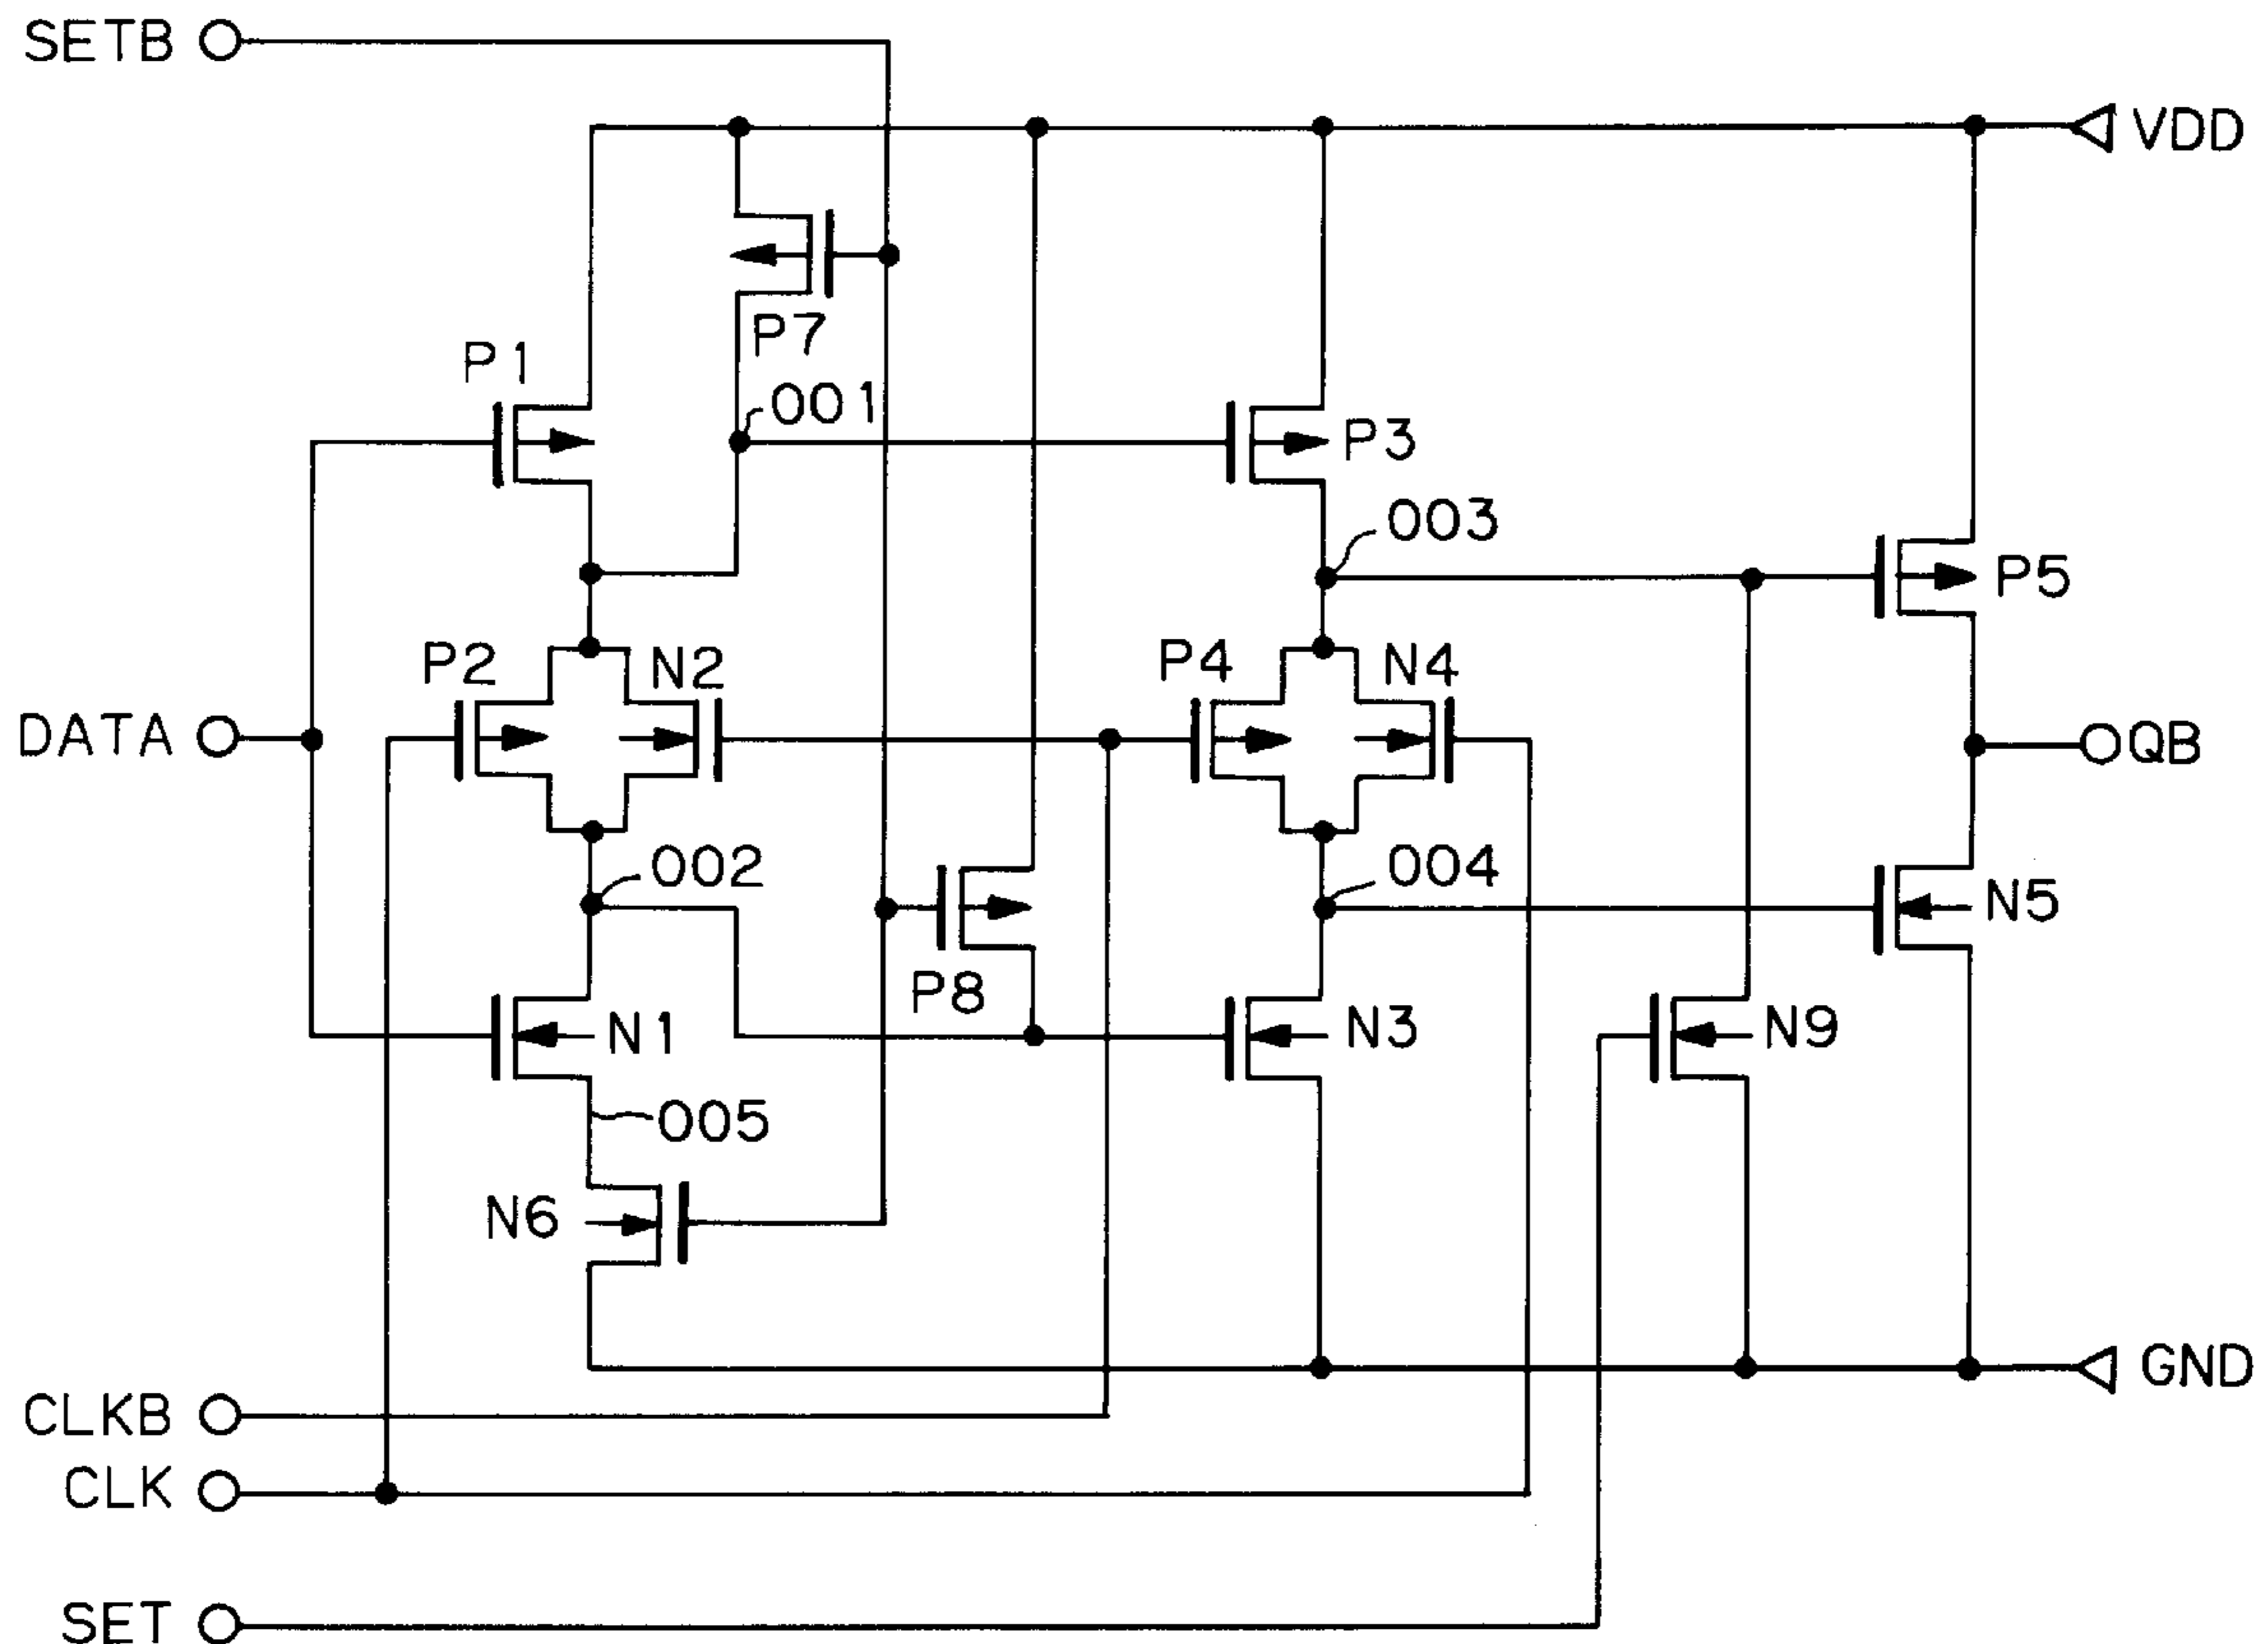 SETB
VDD
P7
P1
001
P3
003
P5
P2
N2
P4
N4
DATA
QB
002
004
N5
P8
N1
N3
N9
005
N6
GND
CLKB
CLK
SET